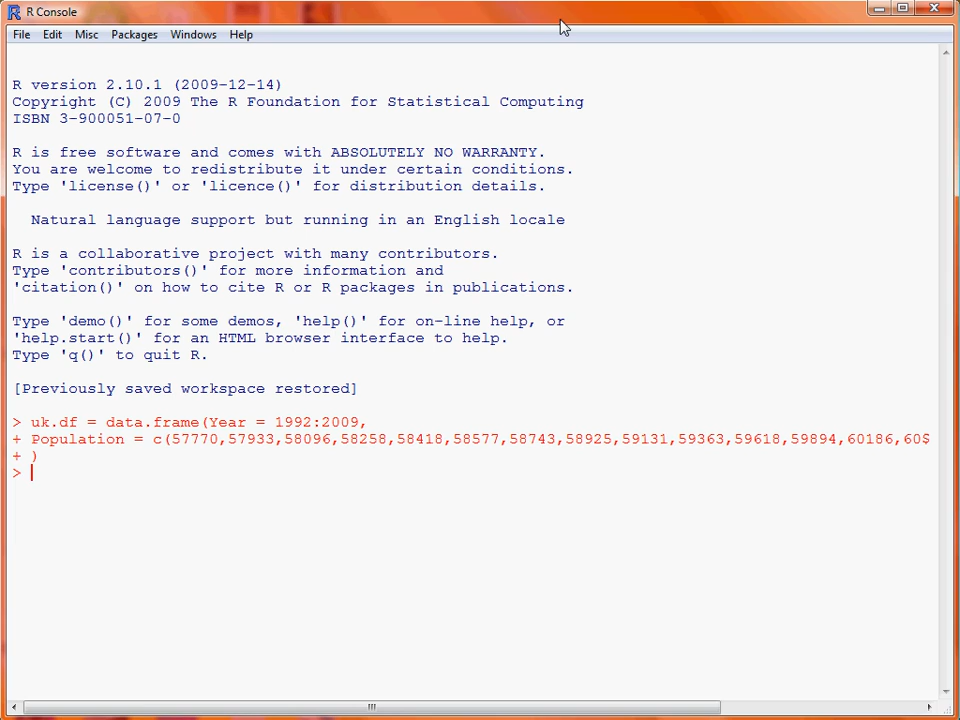 R Console
File Edit Misc Packages Windows Help
R version 2.10.1 (2009-12-14)
Copyright (C) 2009 The R Foundation for Statistical Computing
ISBN 3-900051-07-0
R is free software and comes with ABSOLUTELY NO WARRANTY.
You are welcome to redistribute it under certain conditions.
Type 'license()' or 'licence()' for distribution details.
Natural language support but running in an English locale
R is a collaborative project with many contributors.
Type 'contributors()' for more information and
'citation()' on how to cite R or R packages in publications.
Type 'demo()' for some demos, 'help()' for on-line help, or
'help.start()' for an HTML browser interface to help.
Type 'q()' to quit R.
[Previously saved workspace restored]
> uk.df = data.frame(Year = 1992:2009,
+ Population = c(57770,57933,58096,58258,58418,58577,58743,58925,59131,59363,59618,59894,60186,60$
+ )
>